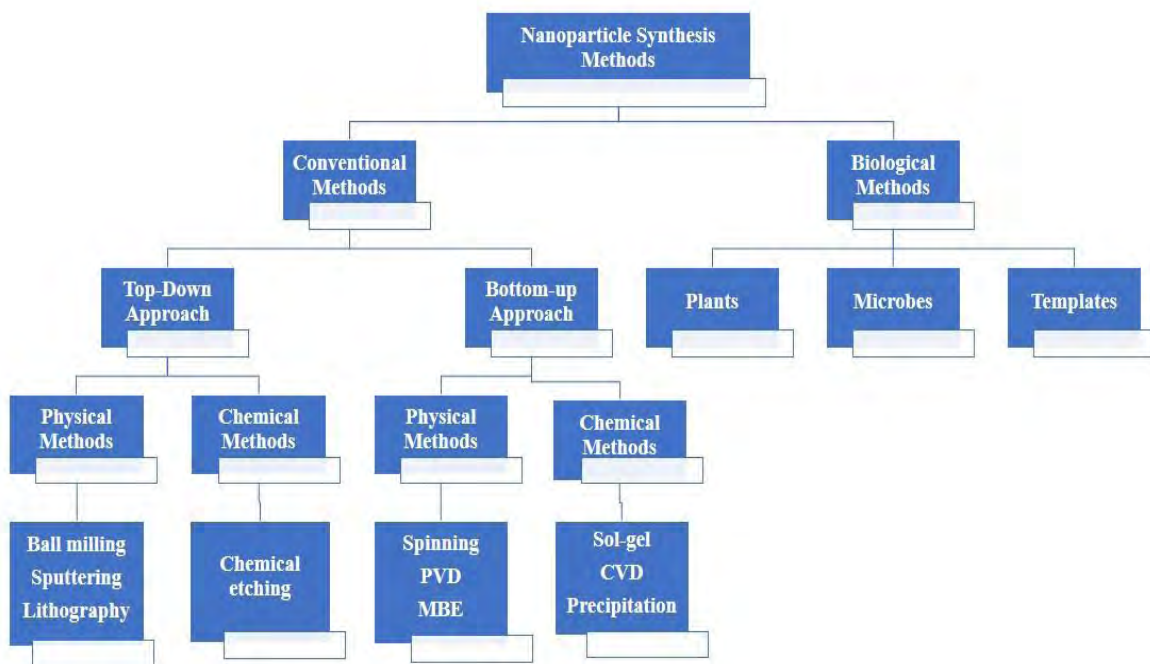 Nanoparticle Synthesis
Methods
Conventional
Methods
Biological
Methods
Top-Down
Approach
Bottom-up
Approach
Plants
Microbes
Templates
Physical
Methods
Chemical
Methods
Physical
Methods
Chemical
Methods
Ball milling
Sputtering
Lithography
Chemical
etching
Spinning
PVD
MBE
Sol-gel
CVD
Precipitation